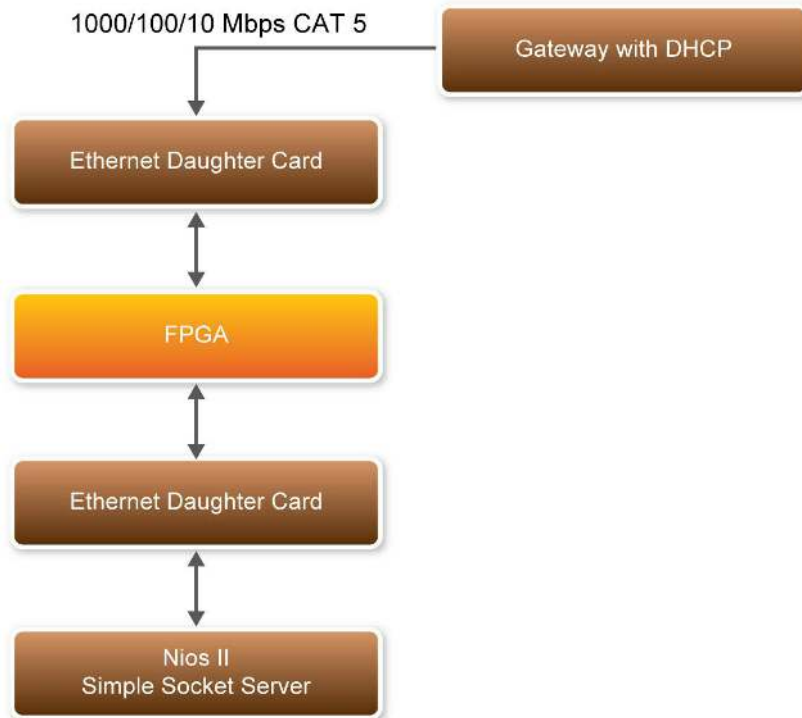 1000/100/10 Mbps CAT 5
Gateway with DHCP
Ethernet Daughter Card
FPGA
Ethernet Daughter Card
Nios II
Simple Socket Server